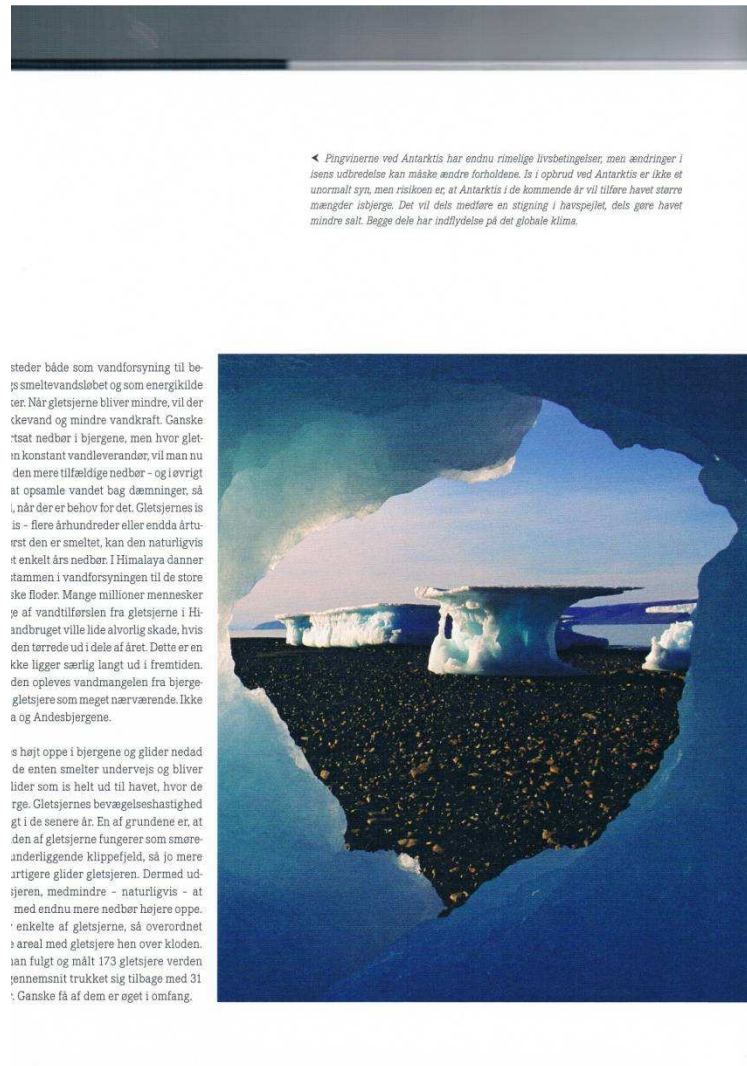 Pingvinerne ved Antarktis har endnu rimelige livsbetingelser, men ændringer i
isens udbredelse kan måske ændre forholdene. Is i opbrud ved Antarktis er ikke et
unormalt syn, men risikoen er, at Antarktis i de kommende år vil tilføre havet større
mængder isbjerge. Det vil dels medføre en stigning i havspejlet, dels gøre havet
mindre salt. Begge dele har indflydelse på det globale klima.
steder både som vandforsyning til be-
gs smeltevandsløbet og som energikilde
ker. Når gletsjerne bliver mindre, vil der
kkevand og mindre vandkraft. Ganske
rtsat nedbør i bjergene, men hvor glet-
en konstant vandleverandør, vil man nu
den mere tilfældige nedbør – og i øvrigt
at opsamle vandet bag dæmninger, så
, når der er behov for det. Gletsjernes is
is – flere århundreder eller endda årtu-
ørst den er smeltet, kan den naturligvis
t enkelt års nedbør. I Himalaya danner
stammen i vandforsyningen til de store
ske floder. Mange millioner mennesker
ge af vandtilførslen fra gletsjerne i Hi-
andbruget ville lide alvorlig skade, hvis
den tørrede ud i dele af året. Dette er en
kke ligger særlig langt ud i fremtiden.
den opleves vandmangelen fra bjerge-
gletsjere som meget nærværende. Ikke
a og Andesbjergene.
s højt oppe i bjergene og glider nedad
de enten smelter undervejs og bliver
lider som is helt ud til havet, hvor de
rge. Gletsjernes bevægelseshastighed
gt i de senere år. En af grundene er, at
den af gletsjerne fungerer som smøre-
underliggende klippefjeld, så jo mere
urtigere glider gletsjeren. Dermed ud-
sjeren, medmindre – naturligvis – at
med endnu mere nedbør højere oppe.
enkelte af gletsjerne, så overordnet
e areal med gletsjere hen over kloden.
man fulgt og målt 173 gletsjere verden
gennemsnit trukket sig tilbage med 31
r. Ganske få af dem er øget i omfang.